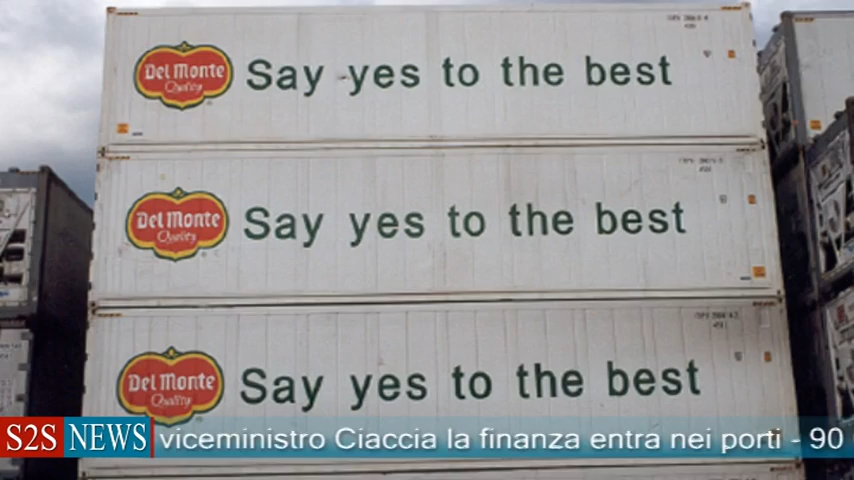 Del Monte
Quality
Say yes to the best
Del Monte
Quality
Say yes to the best
Del Monte
Quality
Say yes to the best
S2S NEWS viceministro Ciaccia la finanza entra nei porti - 90